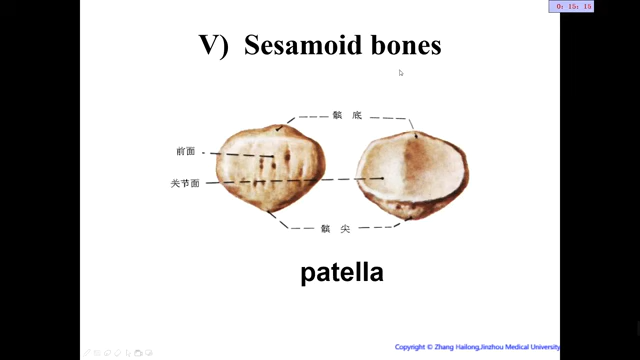 0: 15: 15
V) Sesamoid bones
髌 底
前面
关节面
髌 尖
patella
Copyright © Zhang Hailong,Jinzhou Medical University